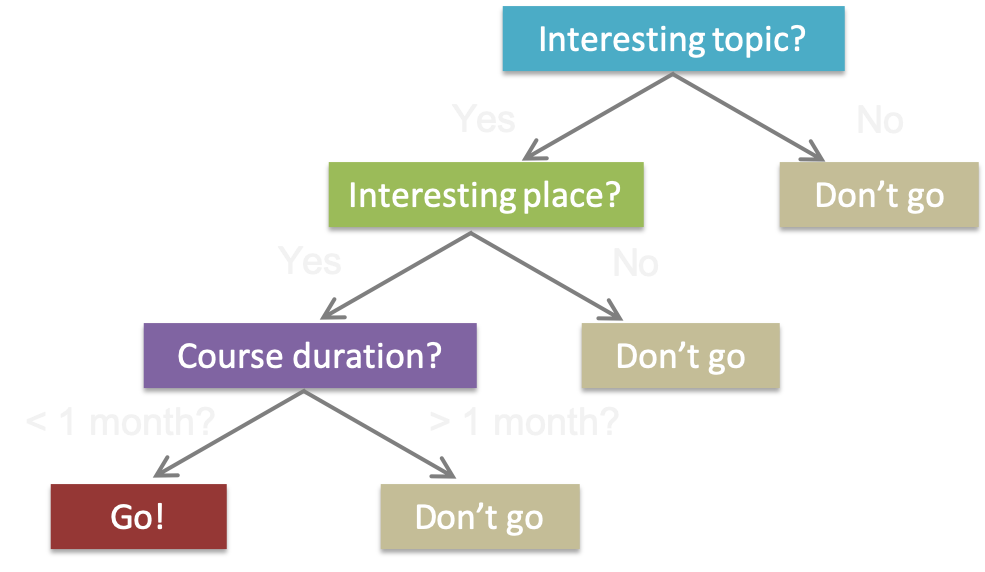 Interesting topic?
Yes
No
Interesting place?
Don’t go
Yes
No
Course duration?
Don’t go
< 1 month?
> 1 month?
Go!
Don’t go